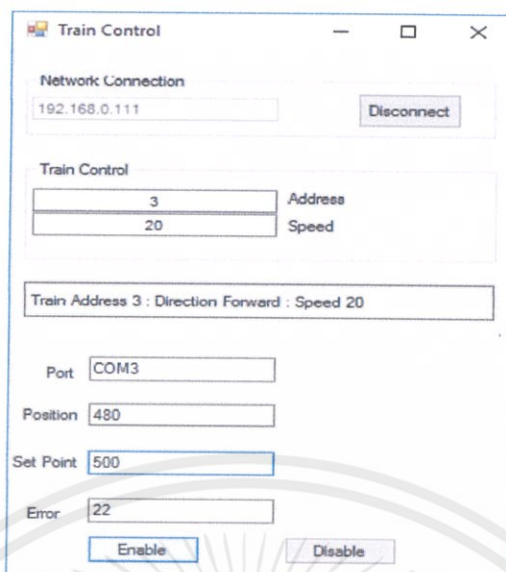 Train Control
Network Connection
192.168.0.111
Disconnect
Train Control
3 Address
20 Speed
Train Address 3 : Direction Forward : Speed 20
Port COM3
Position 480
Set Point 500
Error 22
Enable Disable